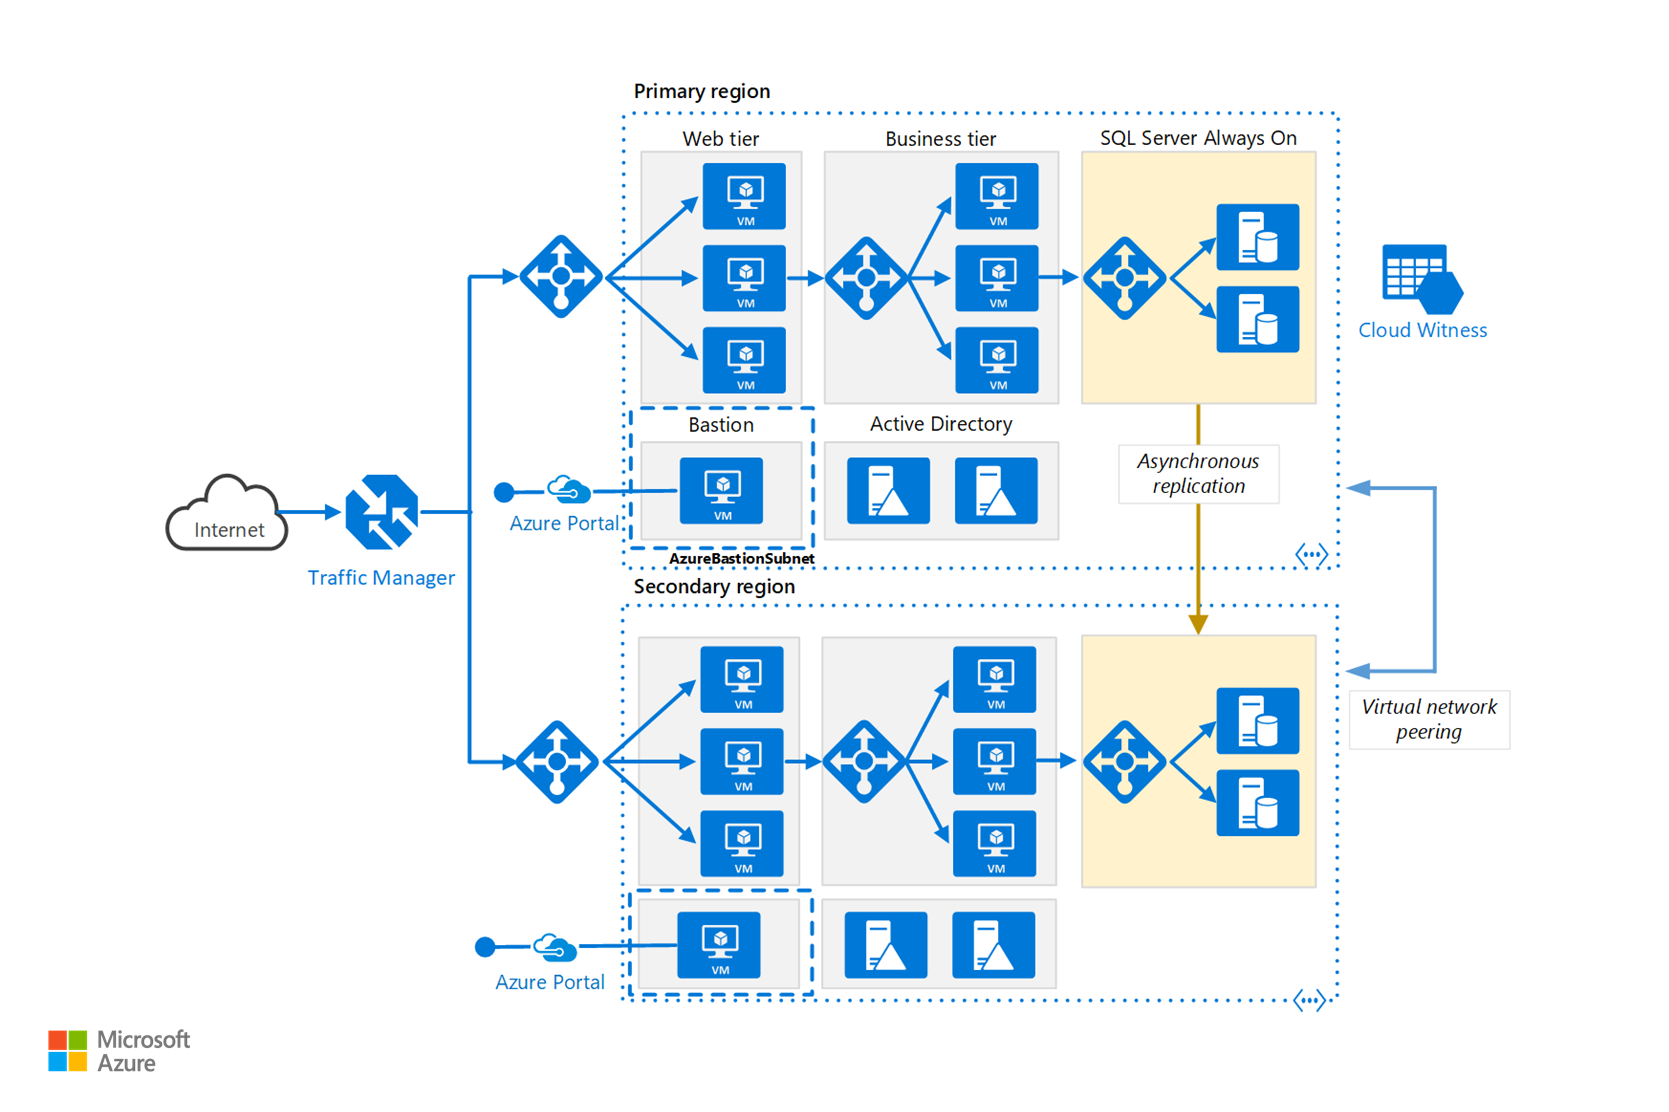 Primary region
Web tier
Business tier
SQL Server Always On
VM
VM
VM
VM
VM
VM
Cloud Witness
Bastion
Active Directory
VM
Azure Portal
AzureBastionSubnet
Asynchronous
replication
Internet
Traffic Manager
Secondary region
VM
VM
VM
VM
VM
VM
Virtual network
peering
VM
Azure Portal
Microsoft
Azure